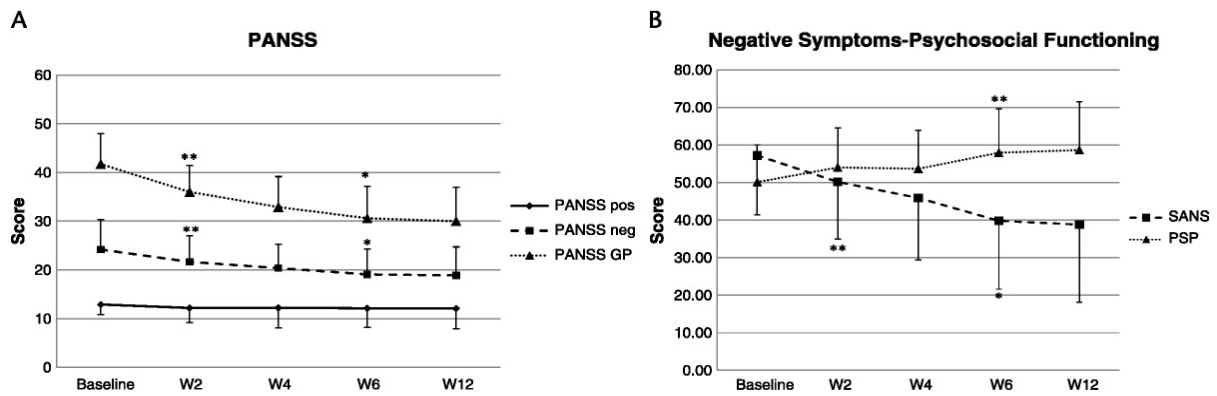 A
PANSS
60
50
40
30
20
10
0
Score
**
**
*
*
Baseline W2 W4 W6 W12
PANSS pos
PANSS neg
PANSS GP
B
Negative Symptoms-Psychosocial Functioning
80.00
70.00
60.00
50.00
40.00
30.00
20.00
10.00
0.00
Score
**
**
*
Baseline W2 W4 W6 W12
SANS
PSP